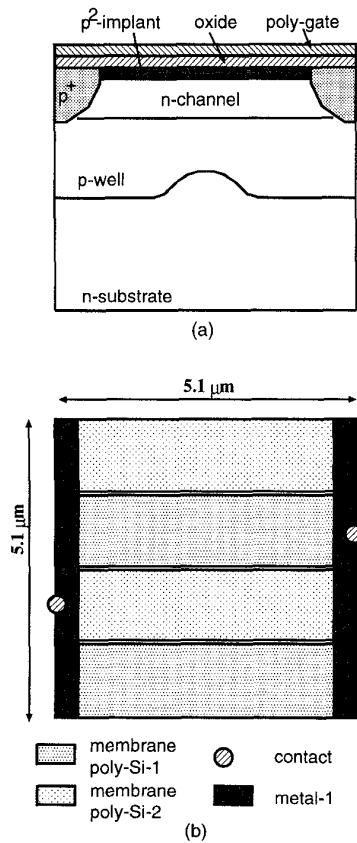 p²-implant
oxide
poly-gate
p⁺
n-channel
p-well
n-substrate
(a)
5.1 μm
5.1 μm
membrane
poly-Si-1
contact
membrane
poly-Si-2
metal-1
(b)